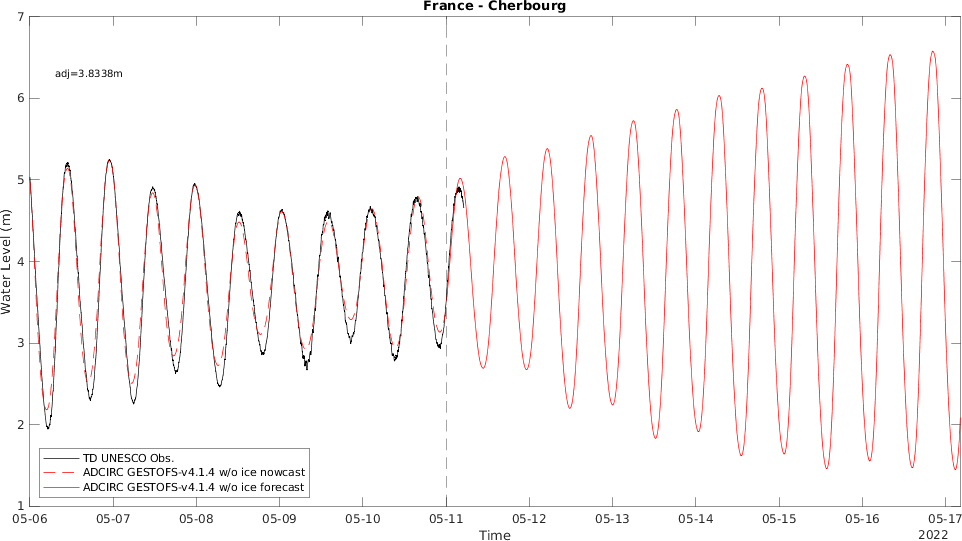 France - Cherbourg
7
adj=3.8338m
6
5
4
3
2
1
Water Level (m)
TD UNESCO Obs.
ADCIRC GESTOFS-v4.1.4 w/o ice nowcast
ADCIRC GESTOFS-v4.1.4 w/o ice forecast
05-06 05-07 05-08 05-09 05-10 05-11 05-12 05-13 05-14 05-15 05-16 05-17
Time
2022